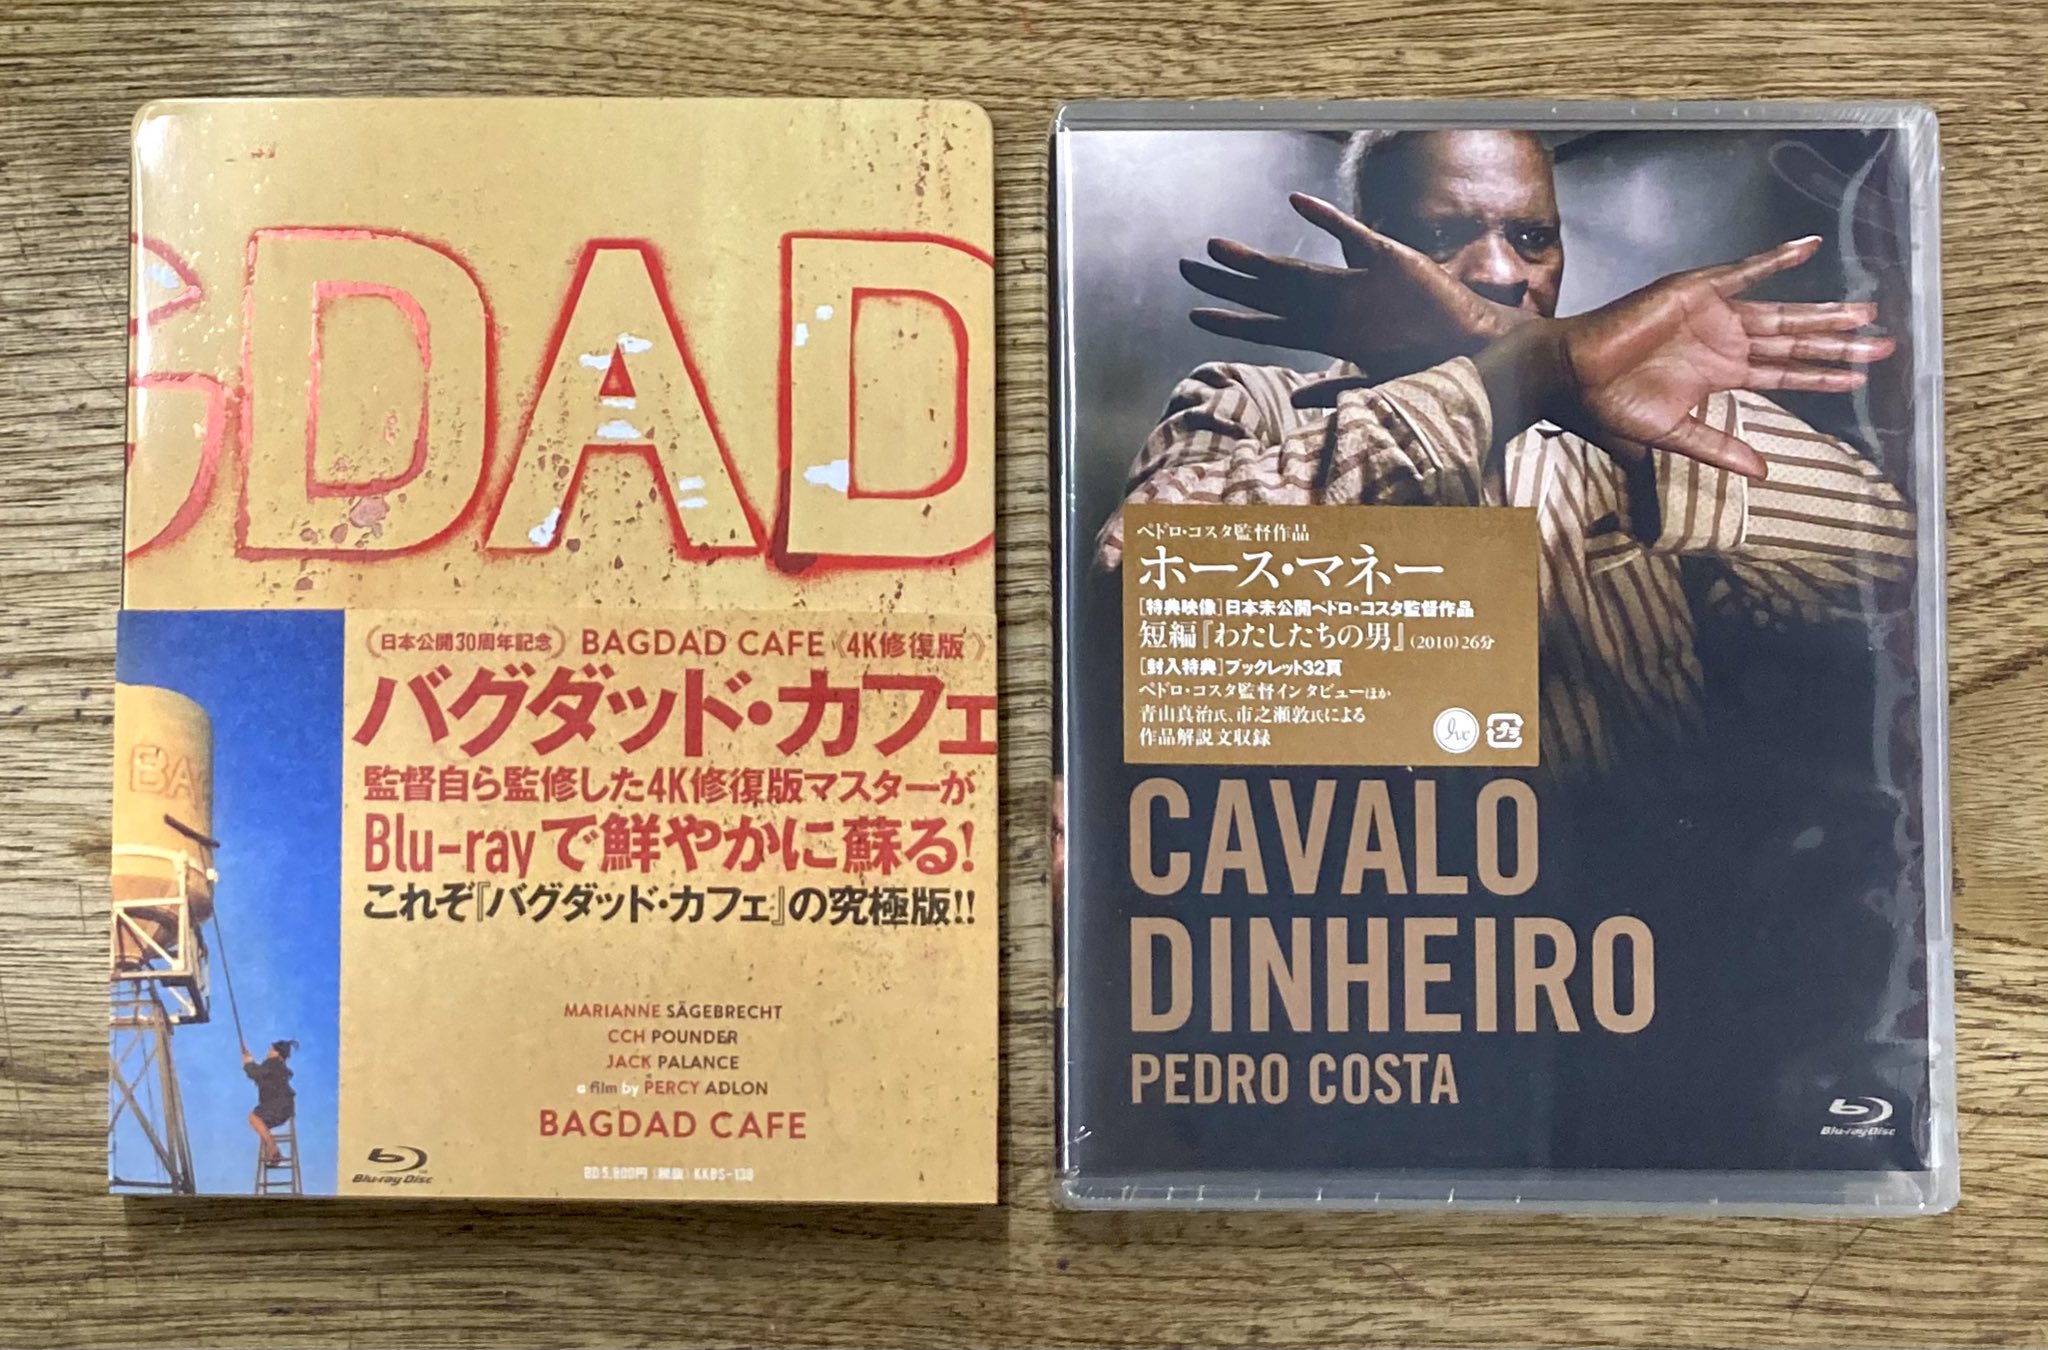 GDAD
(日本公開30周年記念) BAGDAD CAFE《4K修復版》
バグダッド・カフェ
監督自ら監修した4K修復版マスターが
Blu-rayで鮮やかに蘇る!
これぞ『バグダッド・カフェ』の究極版!!
BAG
MARIANNE SÄGEBRECHT
CCH POUNDER
JACK PALANCE
a film by PERCY ADLON
BAGDAD CAFE
Blu-ray Disc
BD5,800円(税抜) KKBS-138
ペドロ・コスタ監督作品
ホース・マネー
[特典映像]日本未公開ペドロ・コスタ監督作品
短編『わたしたちの男』(2010)26分
[封入特典]ブックレット32頁
ペドロ・コスタ監督インタビューほか
青山真治氏、市之瀬敦氏による
作品解説文収録
ivc
CAVALO
DINHEIRO
PEDRO COSTA
Blu-ray Disc